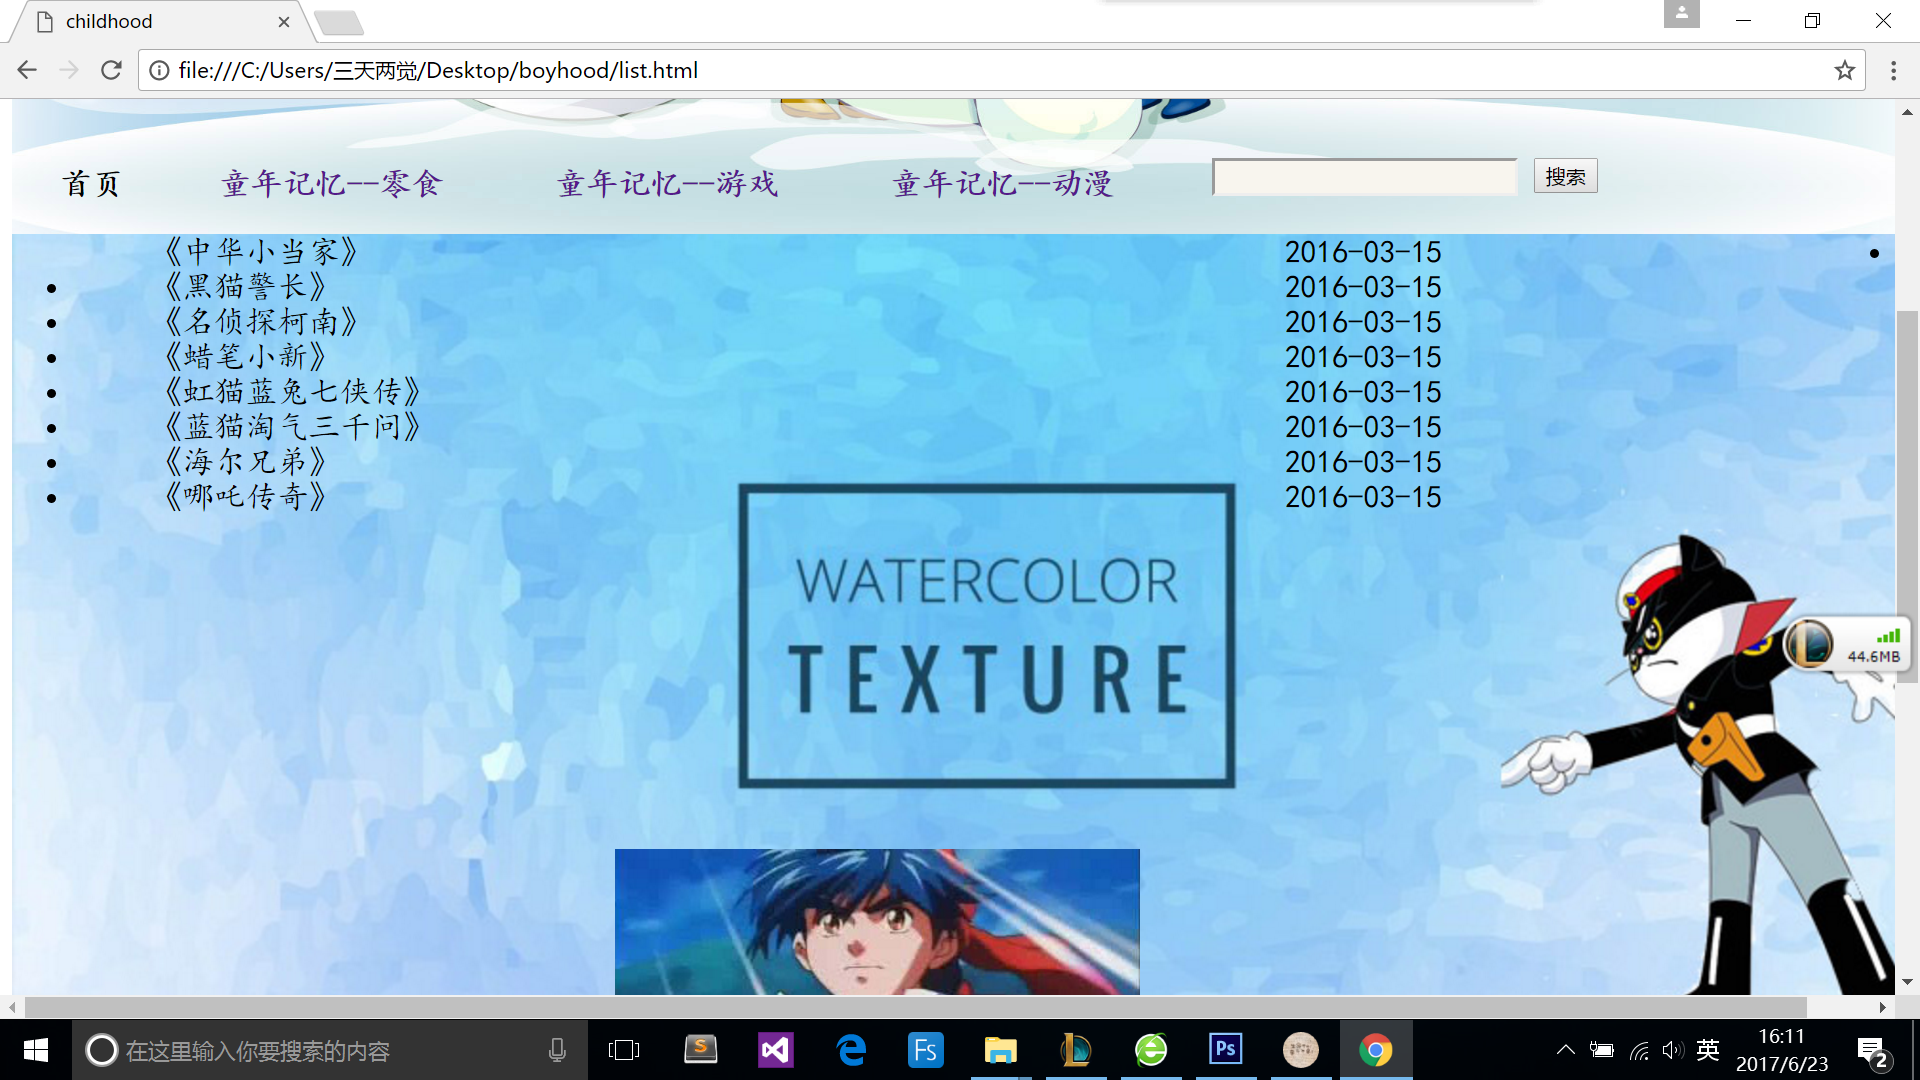 childhood
file:///C:/Users/三天两觉/Desktop/boyhood/list.html
首页 童年记忆--零食 童年记忆--游戏 童年记忆--动漫 搜索
《中华小当家》 2016-03-15
《黑猫警长》 2016-03-15
《名侦探柯南》 2016-03-15
《蜡笔小新》 2016-03-15
《虹猫蓝兔七侠传》 2016-03-15
《蓝猫淘气三千问》 2016-03-15
《海尔兄弟》 2016-03-15
《哪吒传奇》 2016-03-15
WATERCOLOR
TEXTURE
44.6MB
在这里输入你要搜索的内容
S
Fs
Ps
英
16:11
2017/6/23
2